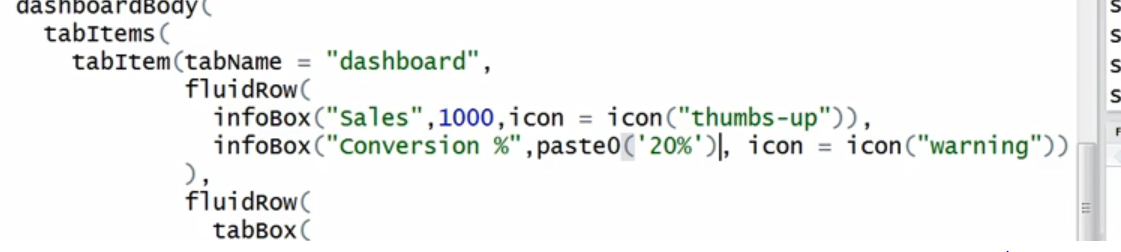 dashboardBody(
tabItems(
tabItem(tabName = "dashboard",
fluidRow(
infoBox("Sales",1000,icon = icon("thumbs-up")),
infoBox("Conversion %",paste0('20%'), icon = icon("warning"))
),
fluidRow(
tabBox(